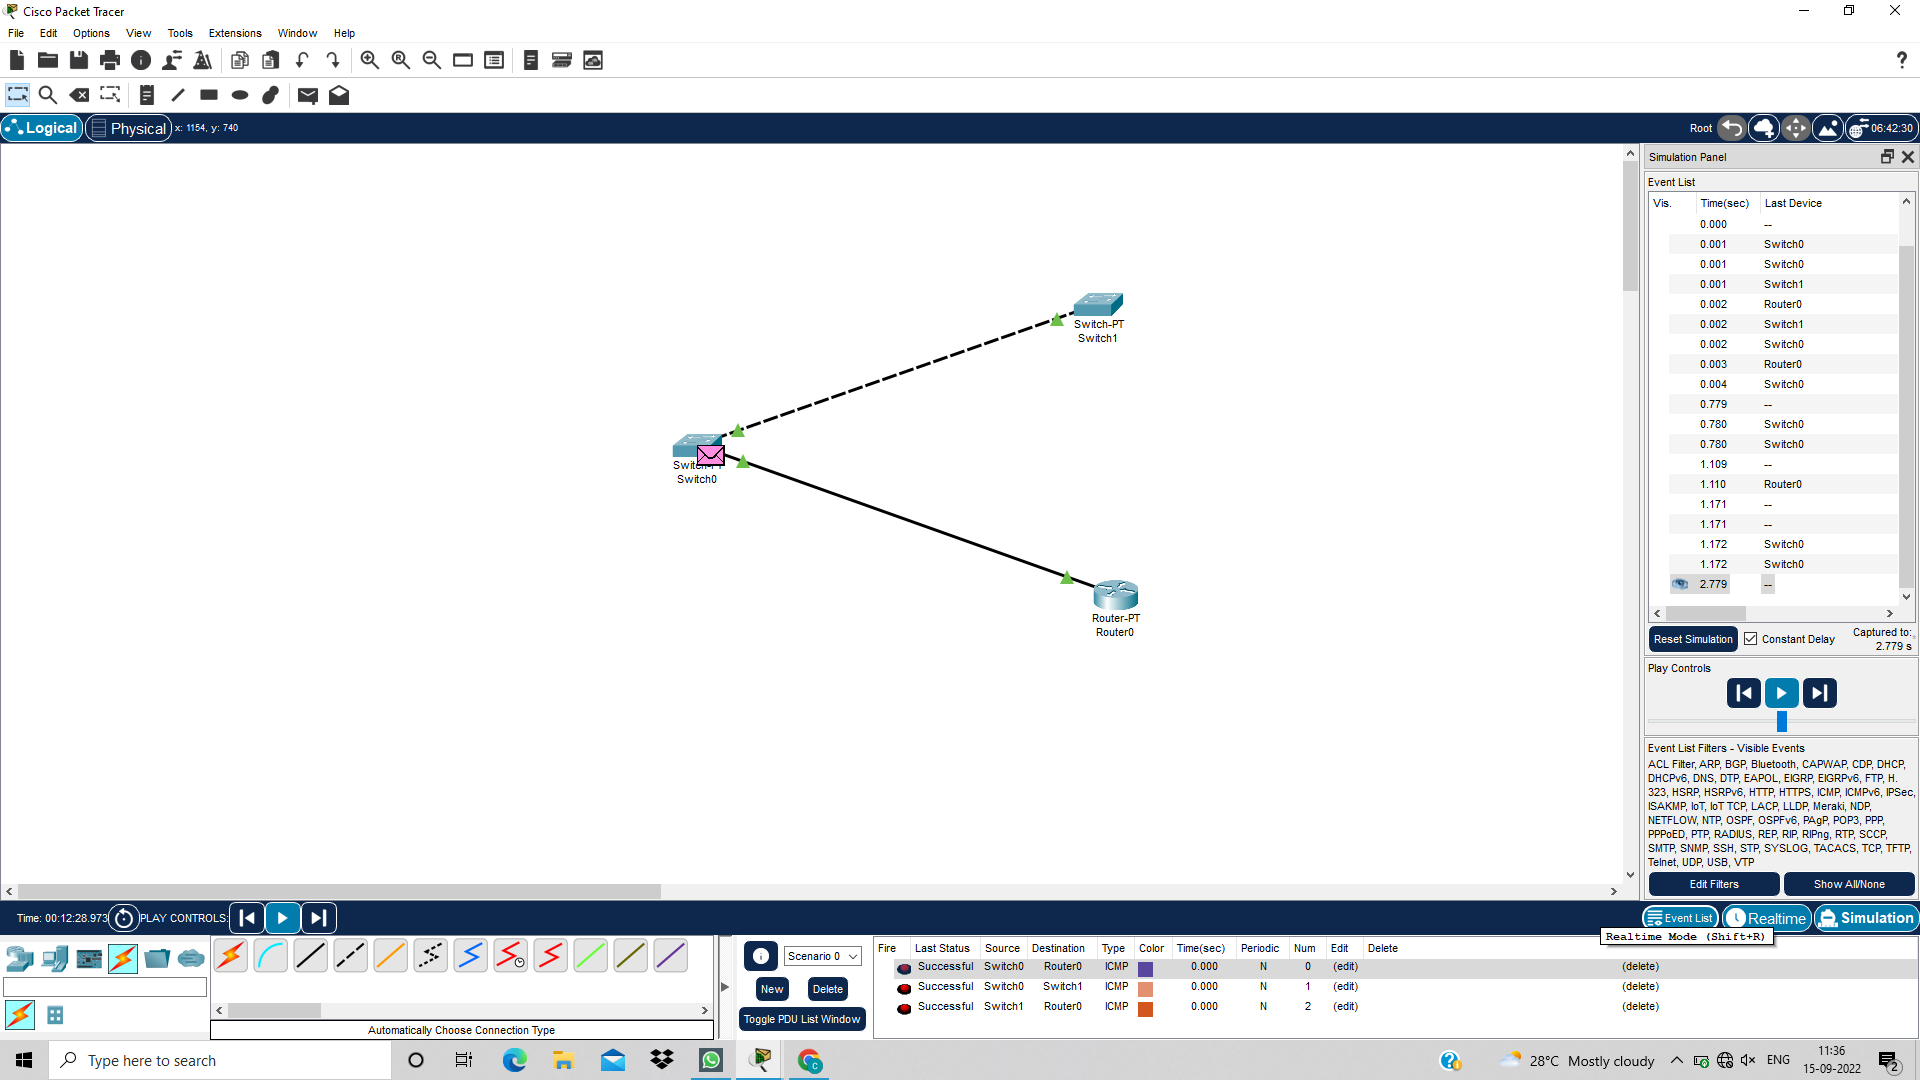 Cisco Packet Tracer
File Edit Options View Tools Extensions Window Help
Logical Physical x: 1154, y: 740 Root 06:42:30
Simulation Panel
Event List
Vis. Time(sec) Last Device
0.000 --
0.001 Switch0
0.001 Switch0
0.001 Switch1
0.002 Router0
0.002 Switch1
0.002 Switch0
0.003 Router0
0.004 Switch0
0.779 --
0.780 Switch0
0.780 Switch0
1.109 --
1.110 Router0
1.171 --
1.171 --
1.172 Switch0
1.172 Switch0
2.779 --
Reset Simulation Constant Delay Captured to:
2.779 s
Play Controls
Event List Filters - Visible Events
ACL Filter, ARP, BGP, Bluetooth, CAPWAP, CDP, DHCP,
DHCPv6, DNS, DTP, EAPOL, EIGRP, EIGRPv6, FTP, H.
323, HSRP, HSRPv6, HTTP, HTTPS, ICMP, ICMPv6, IPSec,
ISAKMP, IoT, IoT TCP, LACP, LLDP, Meraki, NDP,
NETFLOW, NTP, OSPF, OSPFv6, PAgP, POP3, PPP,
PPPoED, PTP, RADIUS, REP, RIP, RIPng, RTP, SCCP,
SMTP, SNMP, SSH, STP, SYSLOG, TACACS, TCP, TFTP,
Telnet, UDP, USB, VTP
Edit Filters Show All/None
Switch-PT
Switch1
Switch-PT
Switch0
Router-PT
Router0
Time: 00:12:28.973 PLAY CONTROLS:
Event List Realtime Simulation
Realtime Mode (Shift+R)
Scenario 0
New Delete
Toggle PDU List Window
Fire Last Status Source Destination Type Color Time(sec) Periodic Num Edit Delete
Successful Switch0 Router0 ICMP 0.000 N 0 (edit) (delete)
Successful Switch0 Switch1 ICMP 0.000 N 1 (edit) (delete)
Successful Switch1 Router0 ICMP 0.000 N 2 (edit) (delete)
Automatically Choose Connection Type
Type here to search
28°C Mostly cloudy ENG 11:36
15-09-2022
2